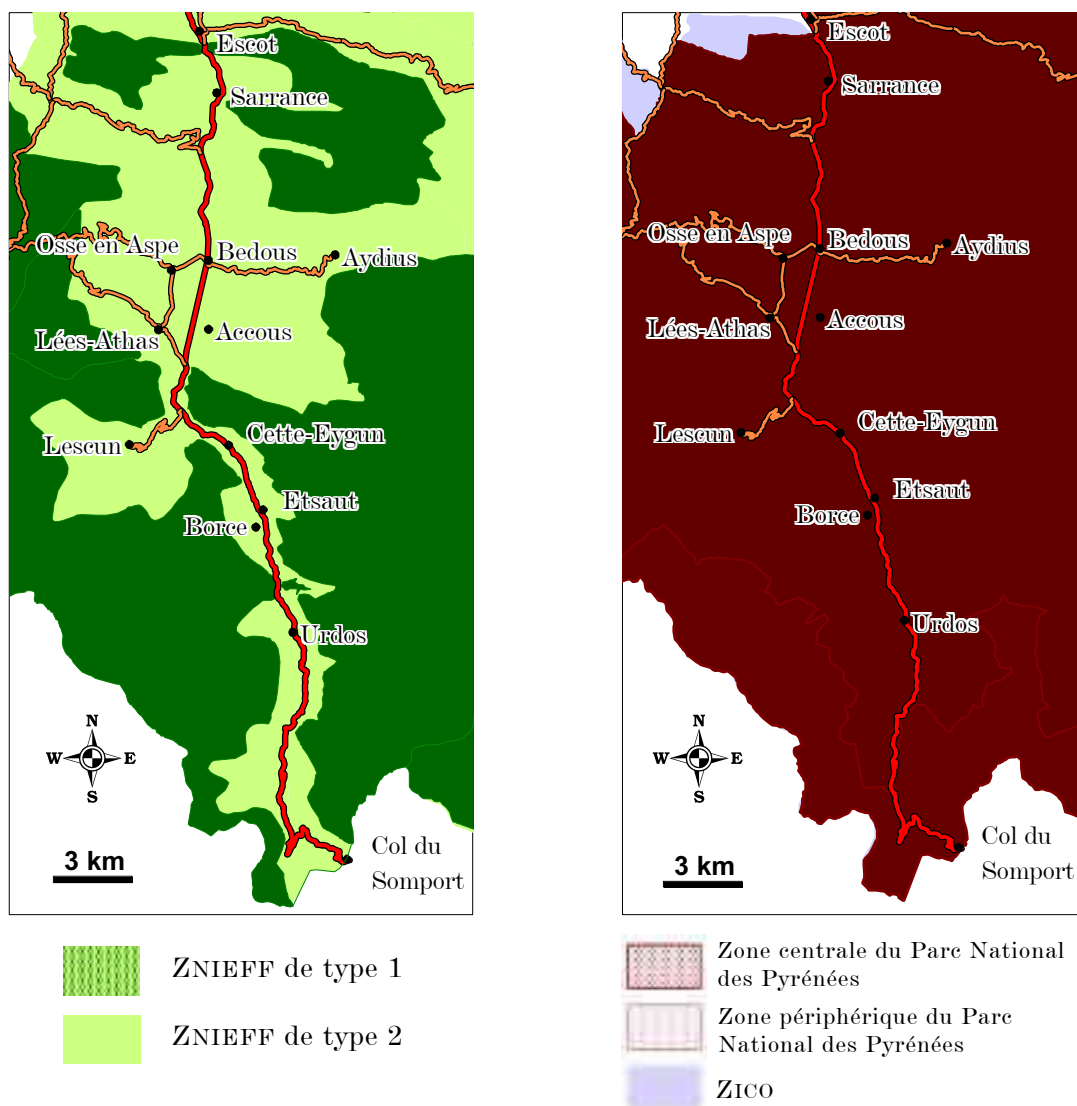 Escot
Sarrance
Osse en Aspe
Bedous
Aydius
Lées-Athas
Accous
Lescun
Cette-Eygun
Etsaut
Borce
Urdos
N
W E
S
3 km
Col du
Somport
ZNIEFF de type 1
ZNIEFF de type 2
Escot
Sarrance
Osse en Aspe
Bedous
Aydius
Lées-Athas
Accous
Lescun
Cette-Eygun
Etsaut
Borce
Urdos
N
W E
S
3 km
Col du
Somport
Zone centrale du Parc National
des Pyrénées
Zone périphérique du Parc
National des Pyrénées
ZICO